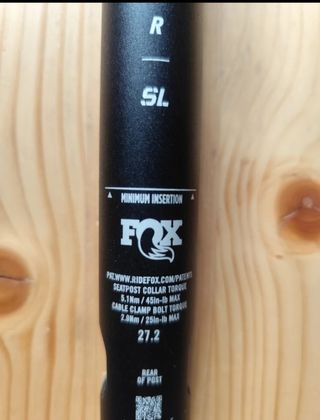 R
SL
MINIMUM INSERTION
FOX
PAT.WWW.RIDEFOX.COM/PATENTS
SEATPOST COLLAR TORQUE
5.1Nm / 45in-lb MAX
CABLE CLAMP BOLT TORQUE
2.8Nm / 25in-lb MAX
27.2
REAR
OF POST